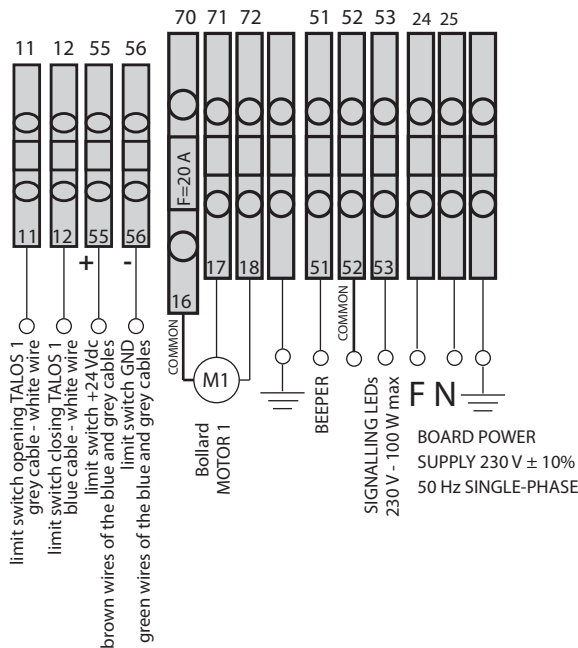 70 71 72 51 52 53 24 25
11 12 55 56
F=20 A
11 12 55 56
+ -
16 17 18 51 52 53
COMMON
COMMON
M1
limit switch opening TALOS 1
grey cable - white wire
limit switch closing TALOS 1
blue cable - white wire
limit switch +24 Vdc
brown wires of the blue and grey cables
limit switch GND
green wires of the blue and grey cables
Bollard
MOTOR 1
BEEPER
SIGNALLING LEDs
230 V - 100 W max
F N
BOARD POWER
SUPPLY 230 V ± 10%
50 Hz SINGLE-PHASE